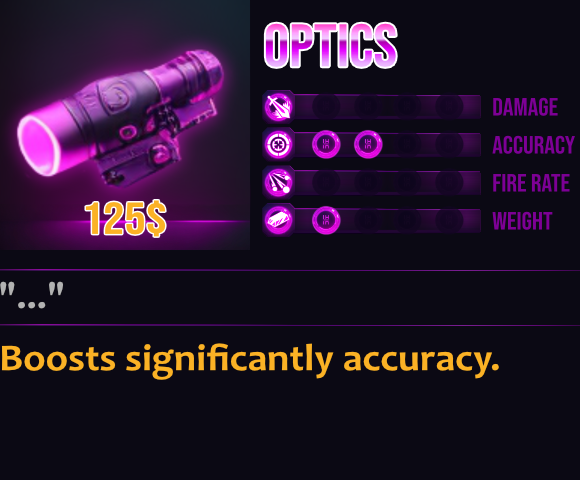 OPTICS
125$
DAMAGE
ACCURACY
FIRE RATE
WEIGHT
"..."
Boosts significantly accuracy.